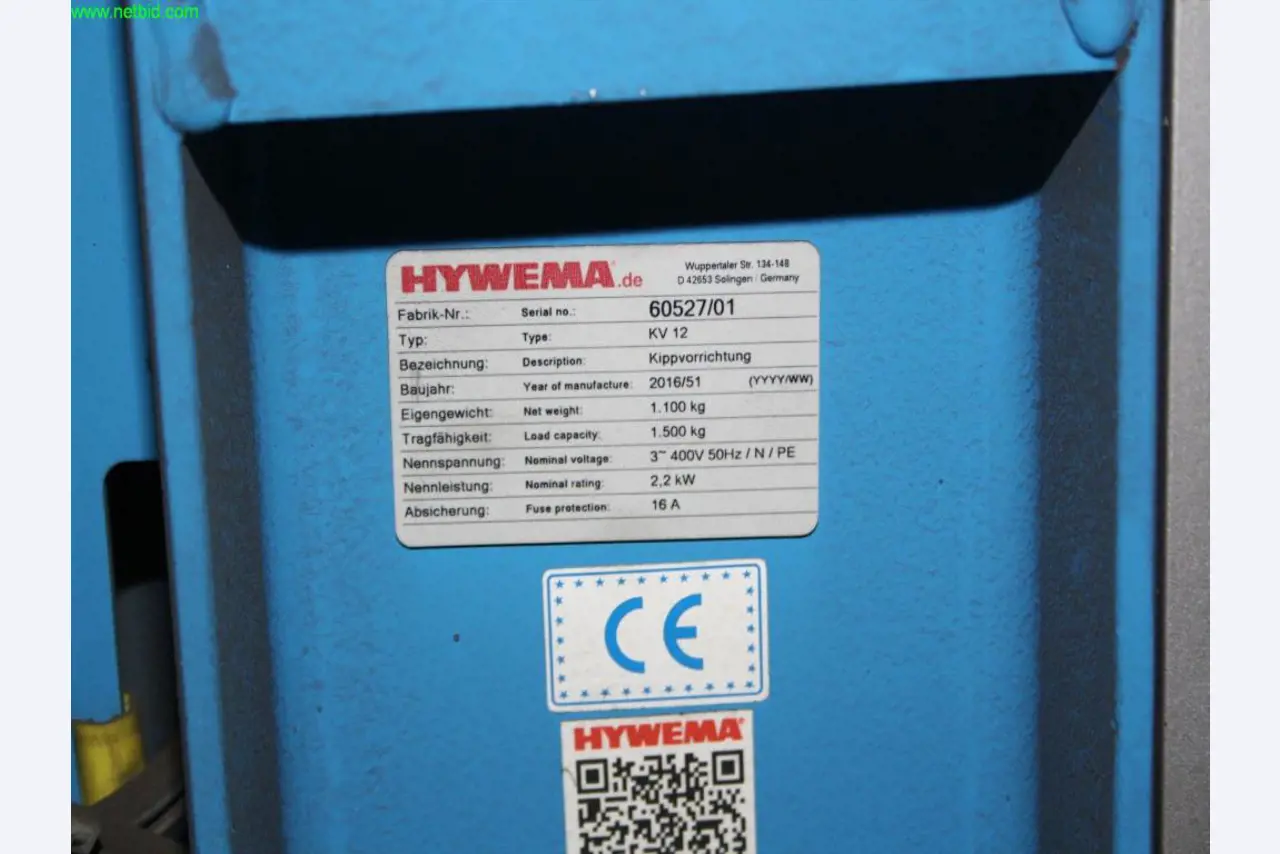 www.netbid.com
HYWEMA®.de
Wuppertaler Str. 134-148
D 42653 Solingen / Germany
Fabrik-Nr.: Serial no.: 60527/01
Typ: Type: KV 12
Bezeichnung: Description: Kippvorrichtung
Baujahr: Year of manufacture: 2016/51 (YYYY/WW)
Eigengewicht: Net weight: 1.100 kg
Tragfähigkeit: Load capacity: 1.500 kg
Nennspannung: Nominal voltage: 3~ 400V 50Hz / N / PE
Nennleistung: Nominal rating: 2,2 kW
Absicherung: Fuse protection: 16 A
CE
HYWEMA®